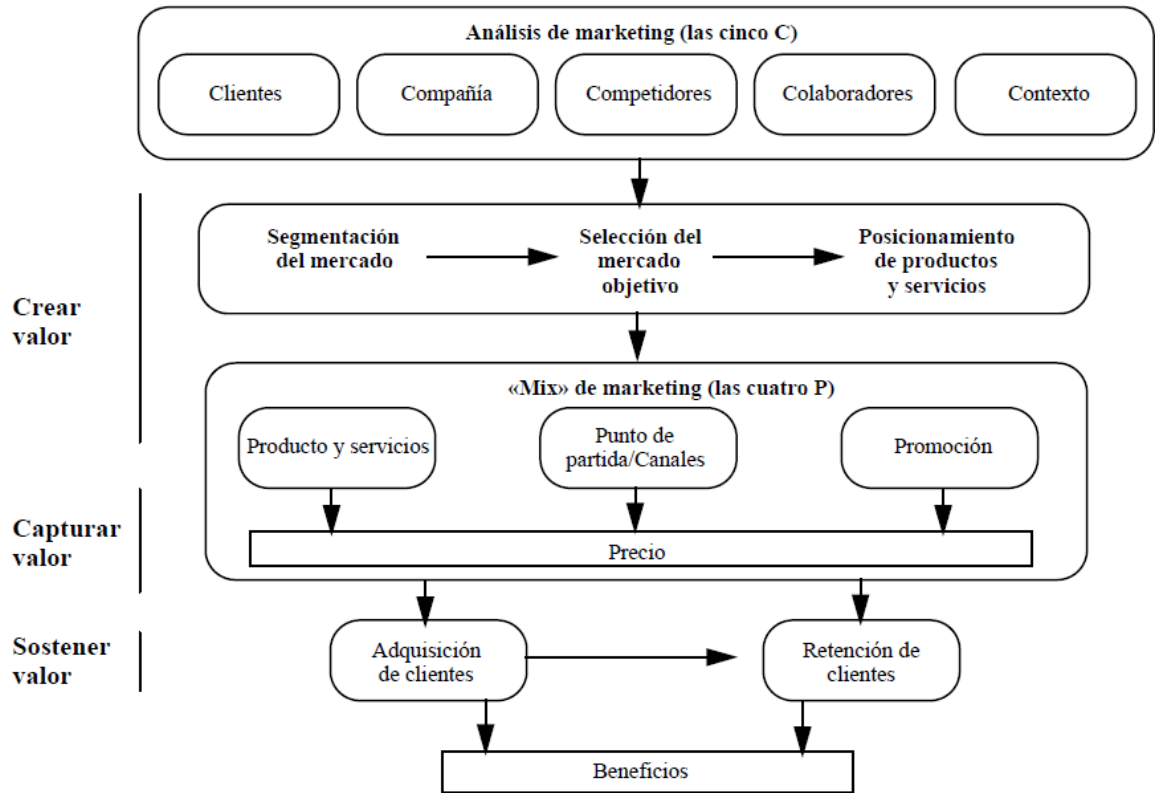 Análisis de marketing (las cinco C)
Clientes
Compañía
Competidores
Colaboradores
Contexto
Crear
valor
Segmentación
del mercado
Selección del
mercado
objetivo
Posicionamiento
de productos
y servicios
«Mix» de marketing (las cuatro P)
Producto y servicios
Punto de
partida/Canales
Promoción
Capturar
valor
Precio
Sostener
valor
Adquisición
de clientes
Retención de
clientes
Beneficios